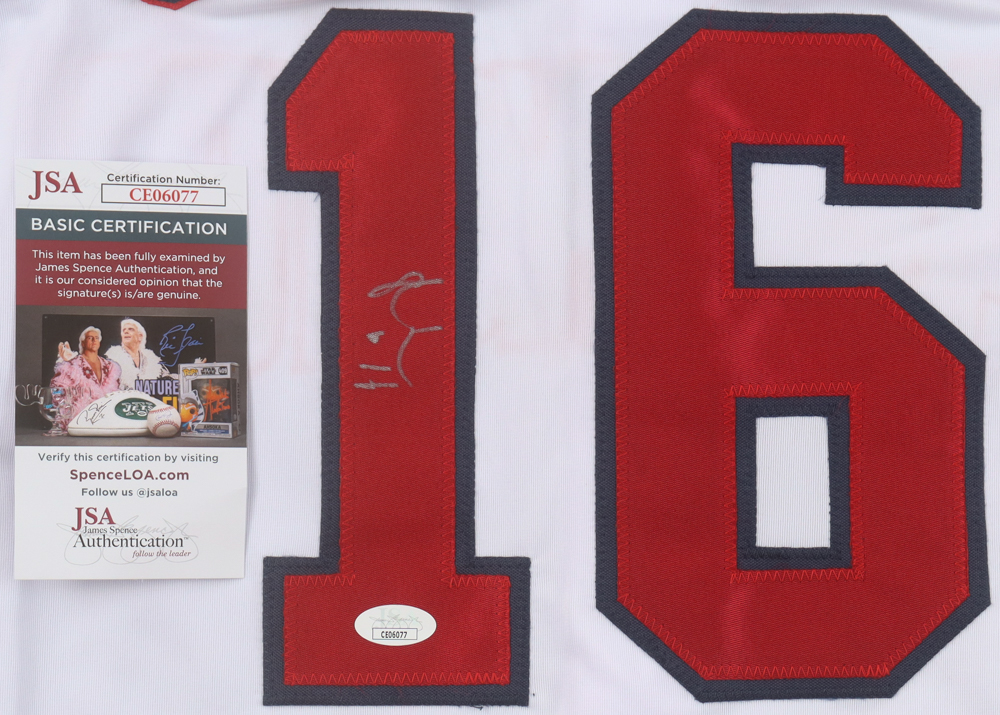 JSA
Certification Number:
CE06077
BASIC CERTIFICATION
This item has been fully examined by
James Spence Authentication, and
it is our considered opinion that the
signature(s) is/are genuine.
NATURE
JETS
Verify this certification by visiting
SpenceLOA.com
Follow us @jsaloa
JSA
James Spence
Authentication
follow the leader
16
CE06077